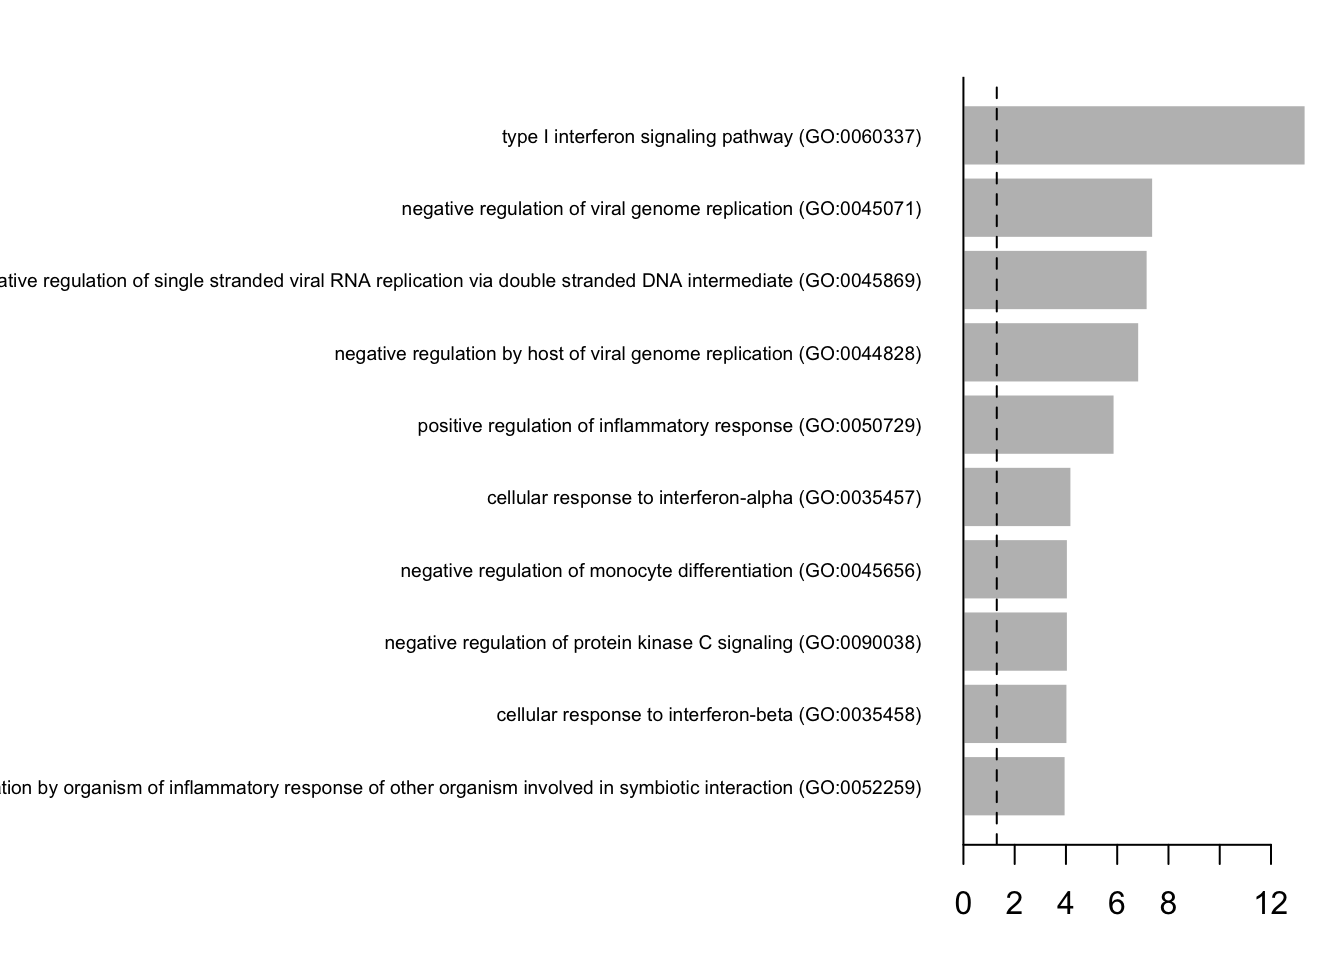 type I interferon signaling pathway (GO:0060337)
negative regulation of viral genome replication (GO:0045071)
regulation of single stranded viral RNA replication via double stranded DNA intermediate (GO:0045869)
negative regulation by host of viral genome replication (GO:0044828)
positive regulation of inflammatory response (GO:0050729)
cellular response to interferon-alpha (GO:0035457)
negative regulation of monocyte differentiation (GO:0045656)
negative regulation of protein kinase C signaling (GO:0090038)
cellular response to interferon-beta (GO:0035458)
by organism of inflammatory response of other organism involved in symbiotic interaction (GO:0052259)
0 2 4 6 8 12